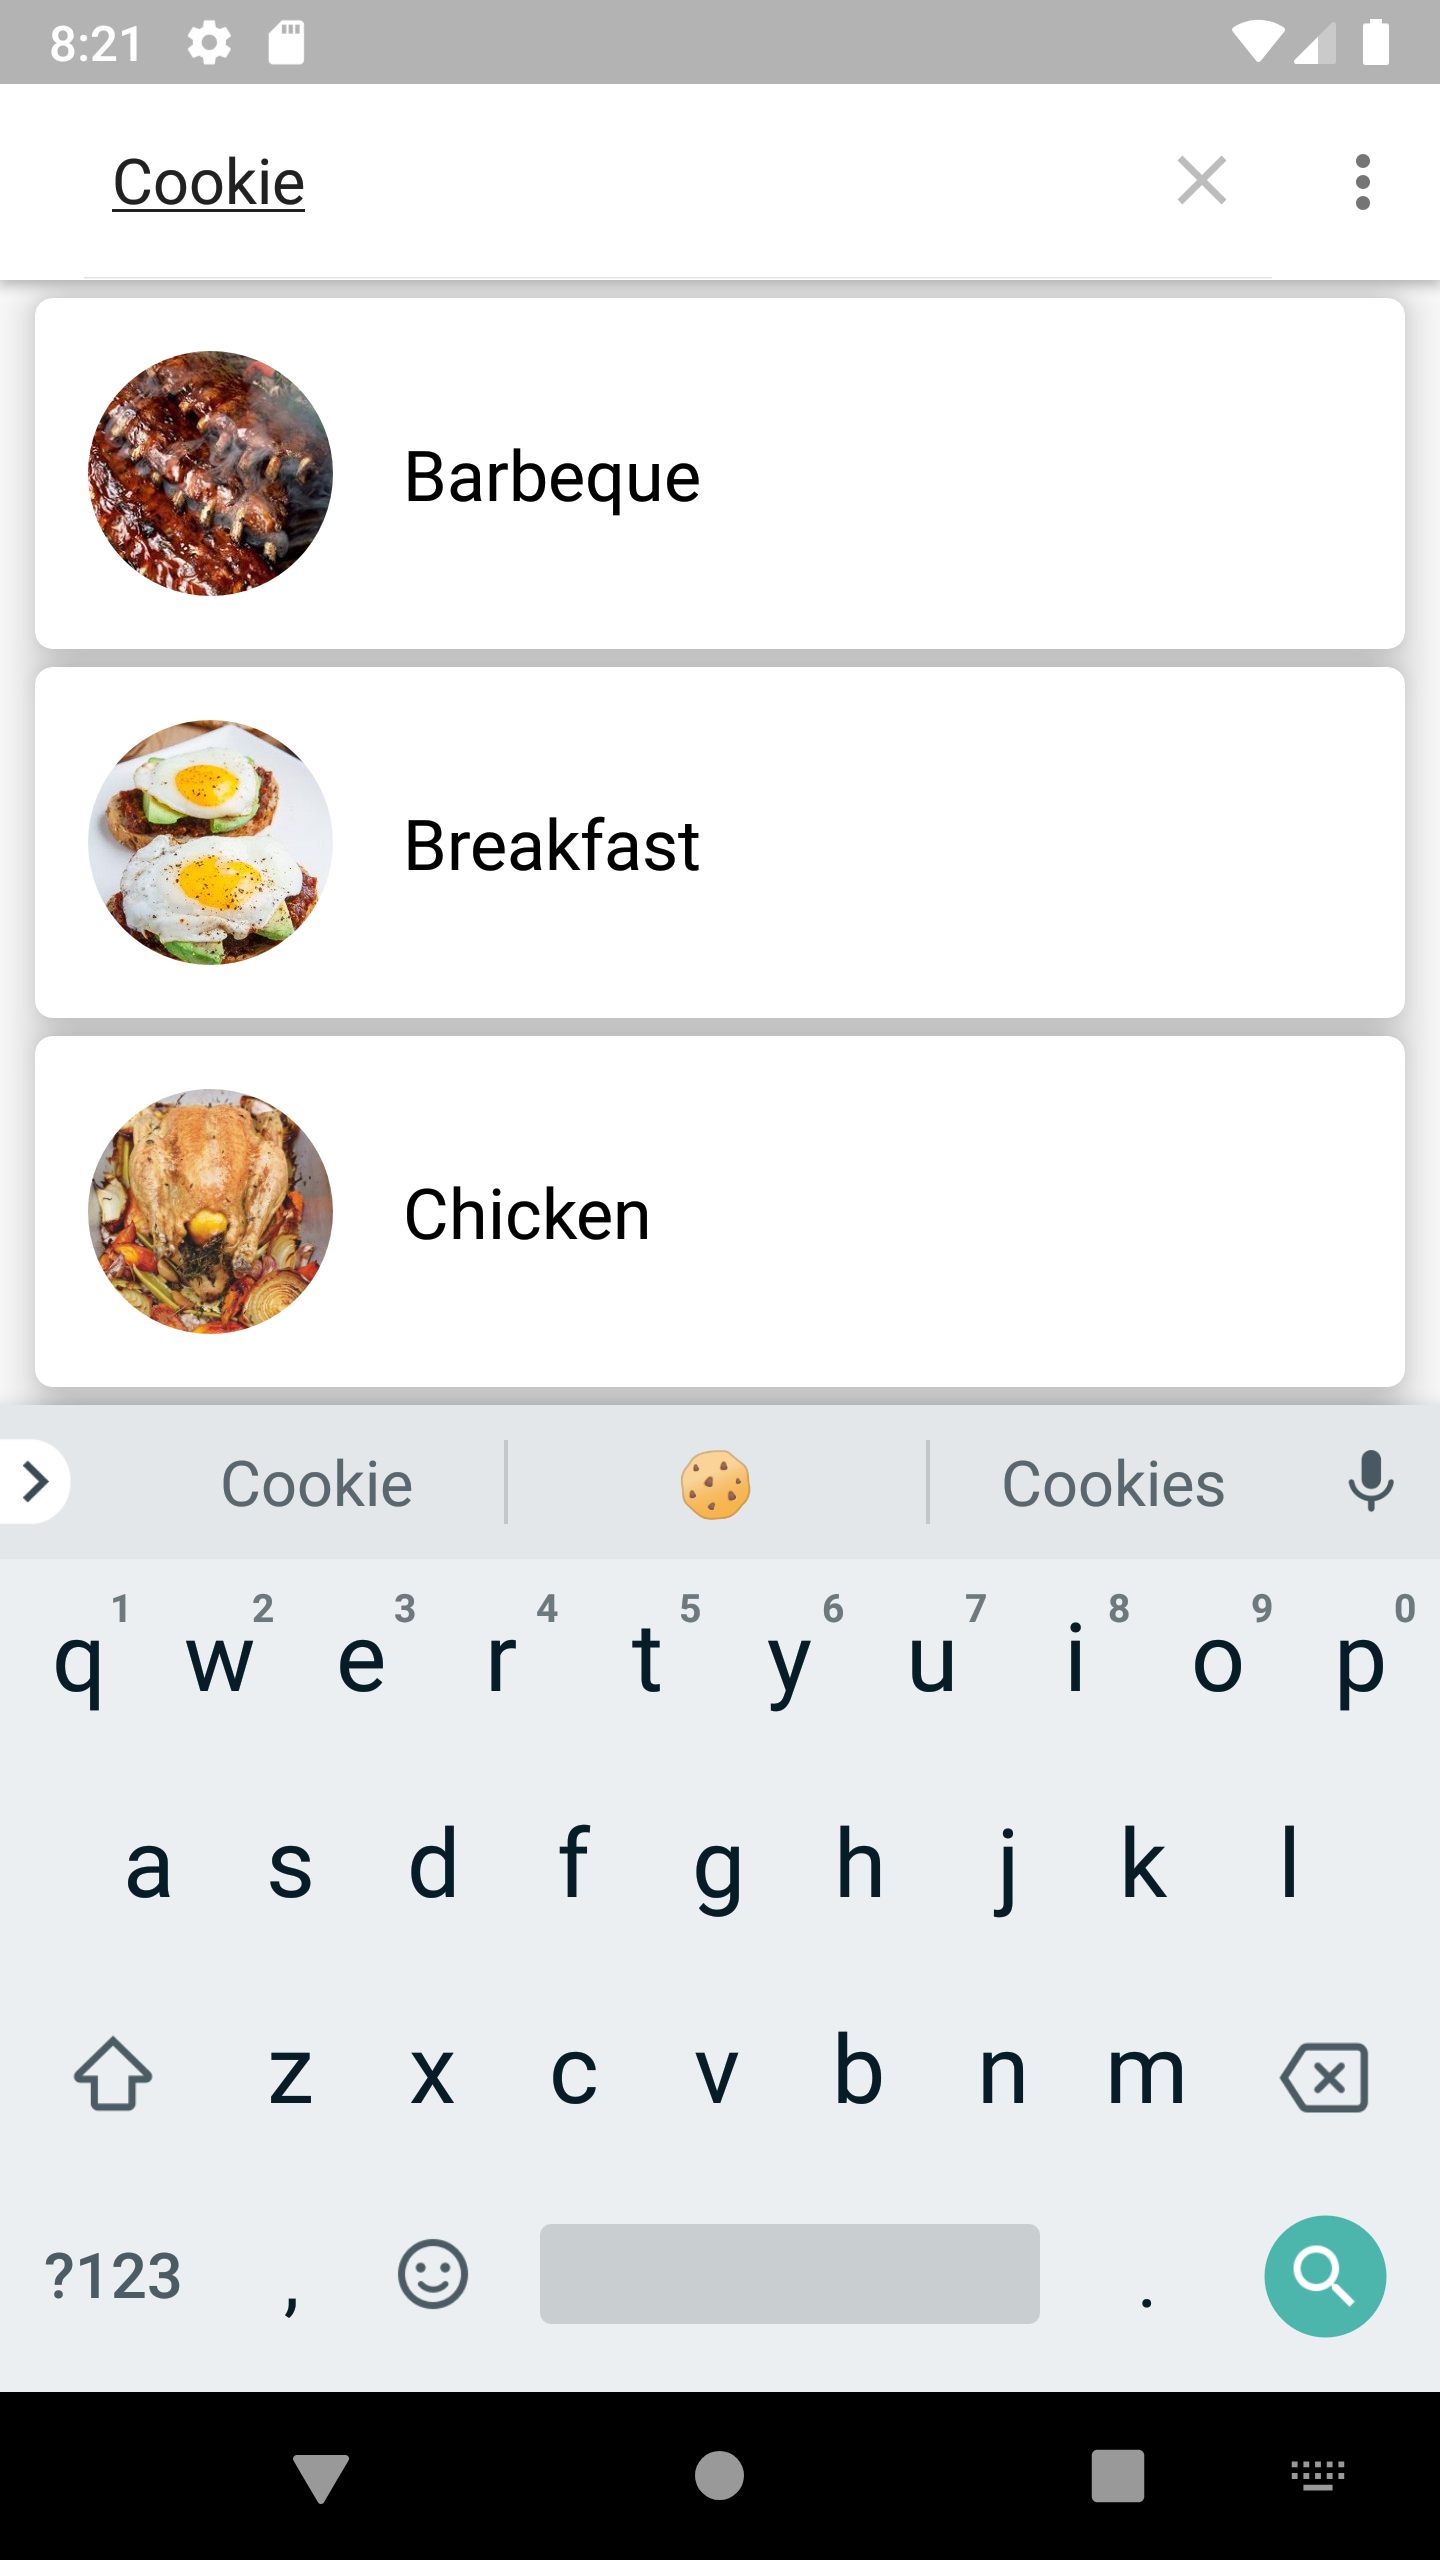 8:21
Cookie
Barbeque
Breakfast
Chicken
Cookie Cookies
1 2 3 4 5 6 7 8 9 0
q w e r t y u i o p
a s d f g h j k l
z x c v b n m
?123 , .